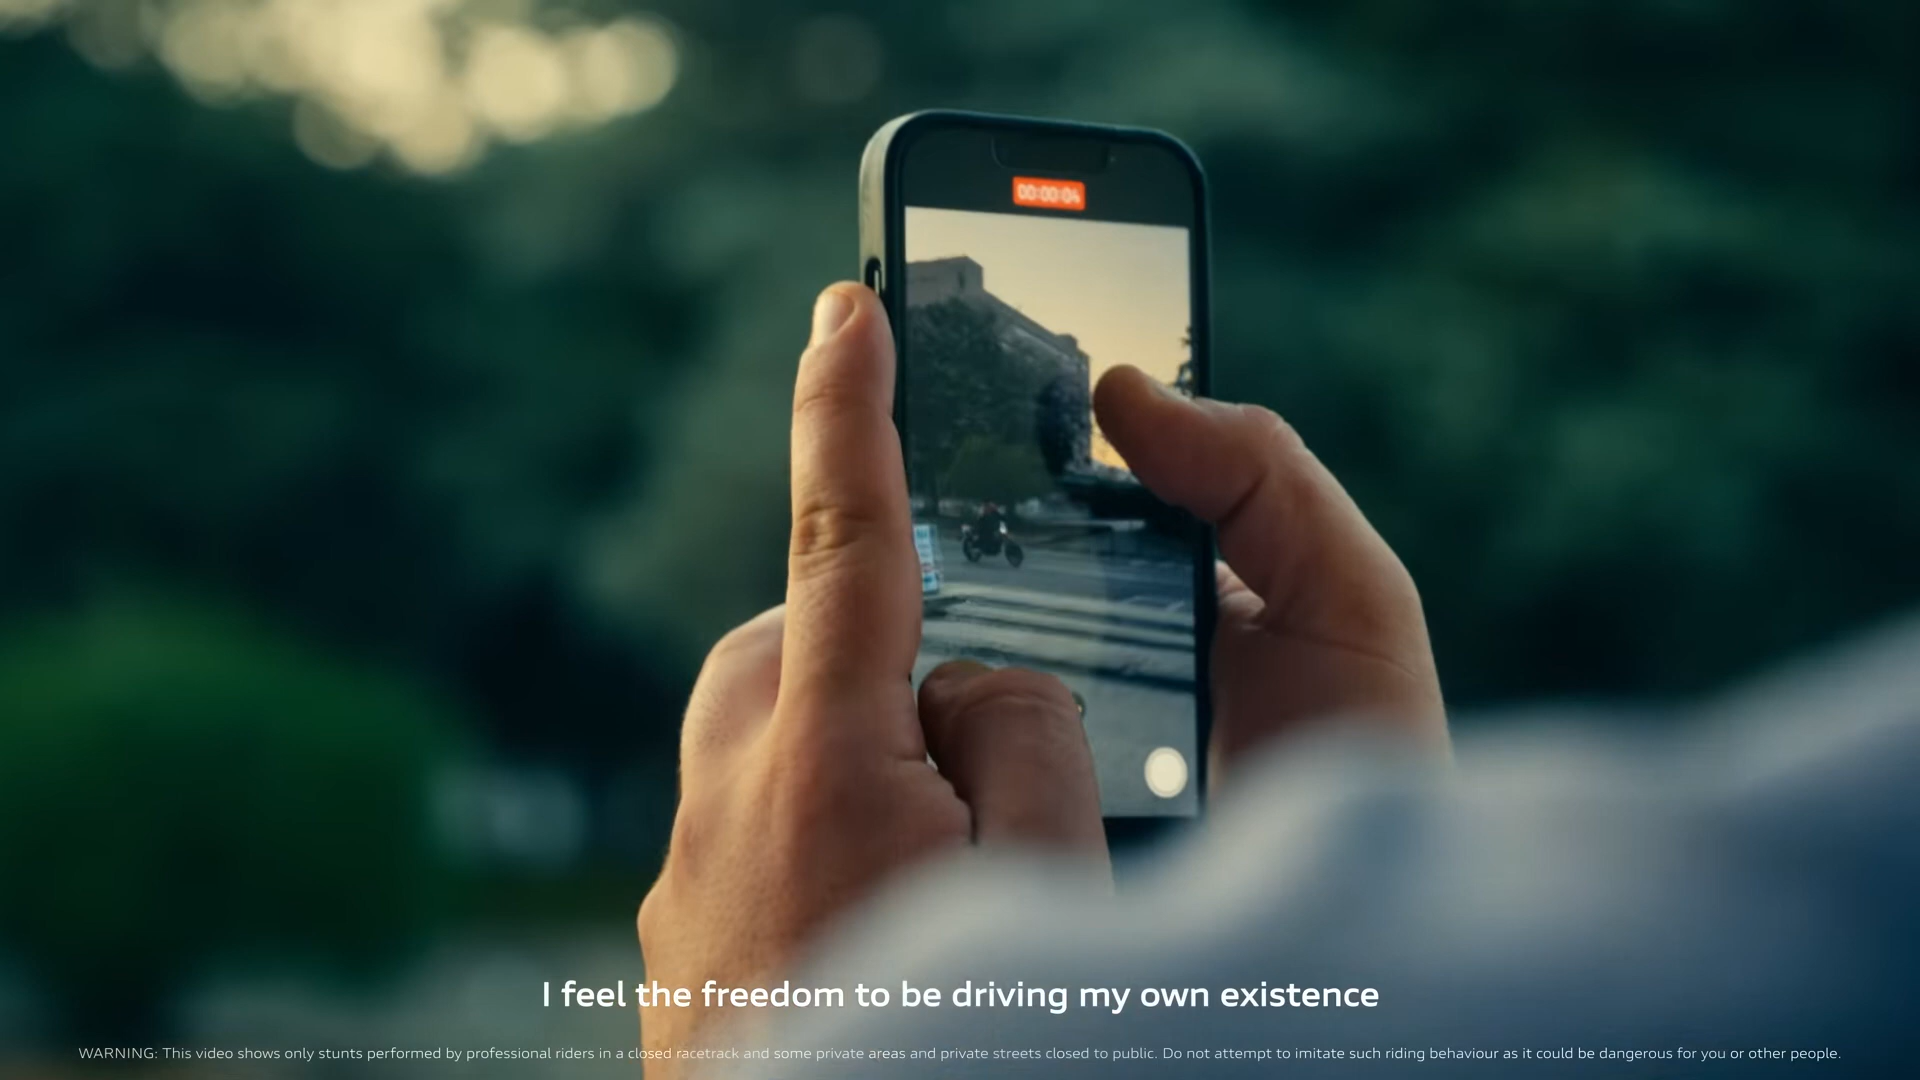 00:00:04
I feel the freedom to be driving my own existence
WARNING: This video shows only stunts performed by professional riders in a closed racetrack and some private areas and private streets closed to public. Do not attempt to imitate such riding behaviour as it could be dangerous for you or other people.